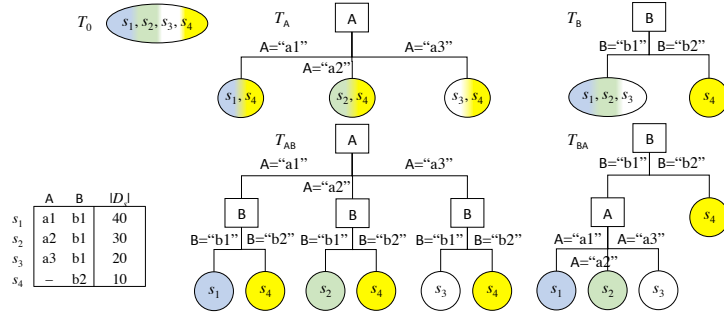 T0 s1, s2, s3, s4
TA A
A=“a1” A=“a3”
A=“a2”
s1, s4 s2, s4 s3, s4
TB B
B=“b1” B=“b2”
s1, s2, s3 s4
TAB A
A=“a1” A=“a3”
A=“a2”
B B B
B=“b1” B=“b2” B=“b1” B=“b2” B=“b1” B=“b2”
s1 s4 s2 s4 s3 s4
TBA B
B=“b1” B=“b2”
A s4
A=“a1” A=“a3”
A=“a2”
s1 s2 s3
A B |Ds|
s1 a1 b1 40
s2 a2 b1 30
s3 a3 b1 20
s4 – b2 10